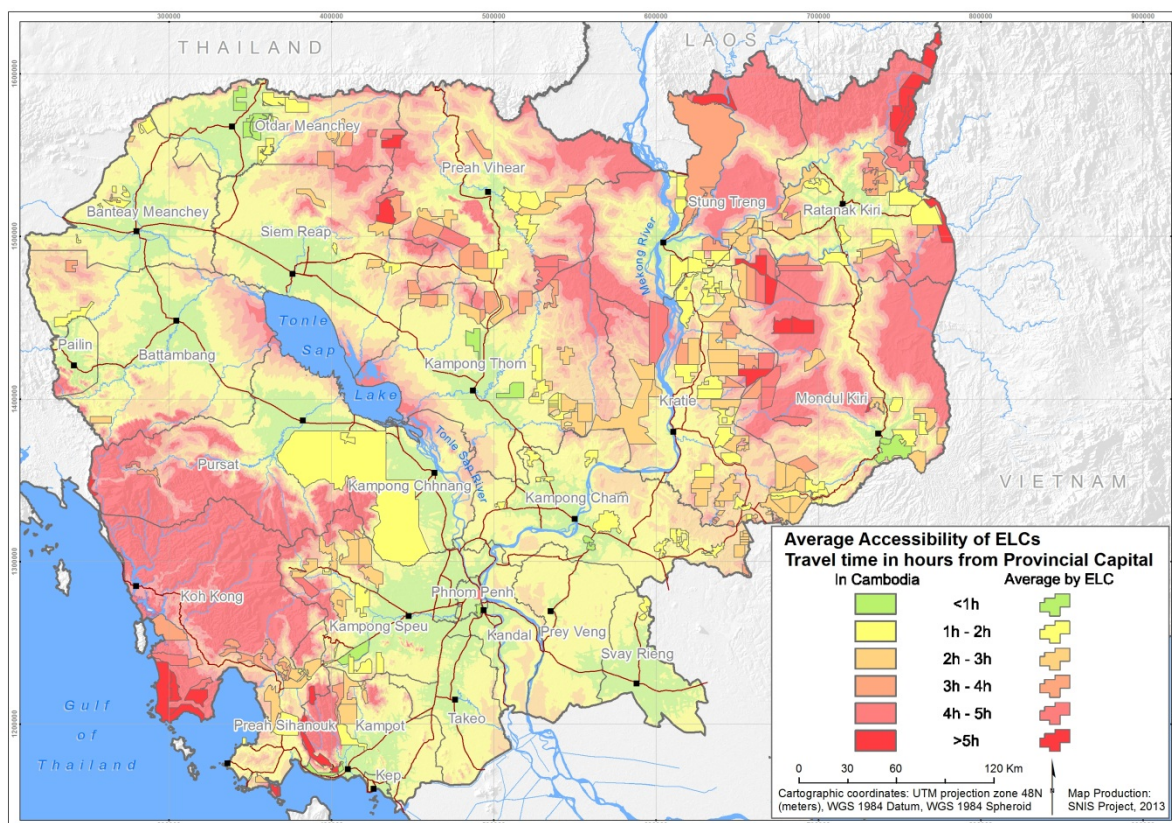 300000
400000
500000
600000
700000
800000
900000
THAILAND
LAOS
1600000
1600000
Otdar Meanchey
Preah Vihear
Banteay Meanchey
Siem Reap
Stung Treng
Ratanak Kiri
Mekong River
1500000
1500000
Tonle
Sap
Lake
Pailin
Battambang
Kampong Thom
Kratie
Mondul Kiri
1400000
1400000
Tonle Sap River
Pursat
Kampong Chhnang
Kampong Cham
VIETNAM
1300000
Koh Kong
Phnom Penh
Kampong Speu
Kandal
Prey Veng
Svay Rieng
Gulf
of
Thailand
Preah Sihanouk
Kampot
Takeo
Kep
1200000
Average Accessibility of ELCs
Travel time in hours from Provincial Capital
In Cambodia Average by ELC
<1h
1h - 2h
2h - 3h
3h - 4h
4h - 5h
>5h
0 30 60 120 Km
Cartographic coordinates: UTM projection zone 48N
(meters), WGS 1984 Datum, WGS 1984 Spheroid
Map Production:
SNIS Project, 2013